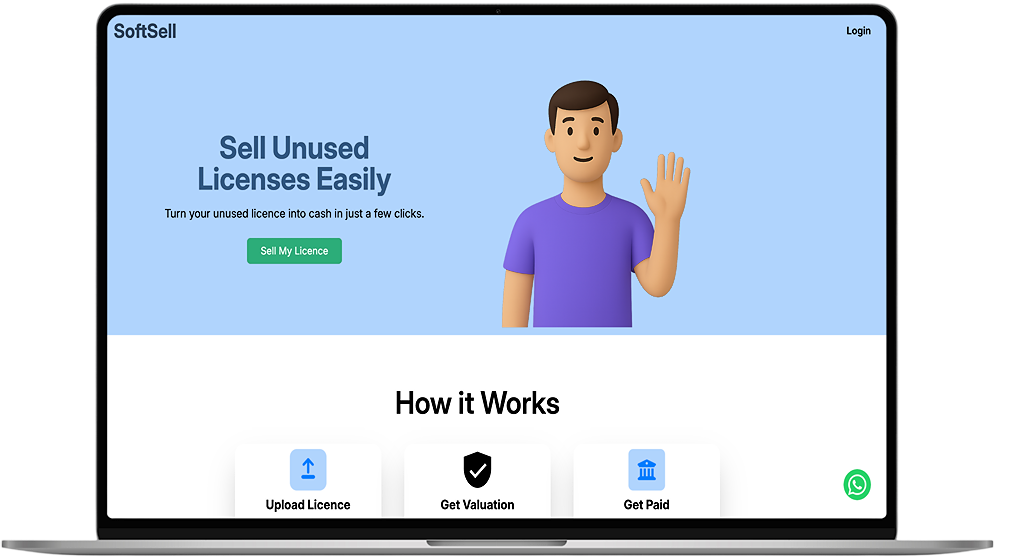 SoftSell
Login
Sell Unused
Licenses Easily
Turn your unused licence into cash in just a few clicks.
Sell My Licence
How it Works
Upload Licence
Get Valuation
Get Paid